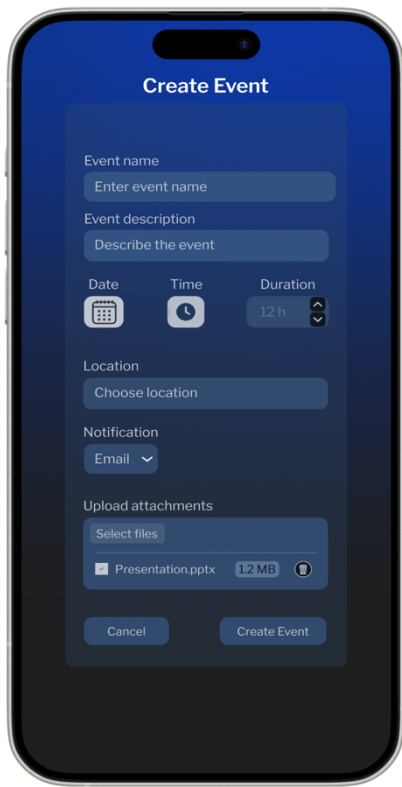 Create Event
Event name
Enter event name
Event description
Describe the event
Date Time Duration
12 h
Location
Choose location
Notification
Email
Upload attachments
Select files
Presentation.pptx 1.2 MB
Cancel Create Event